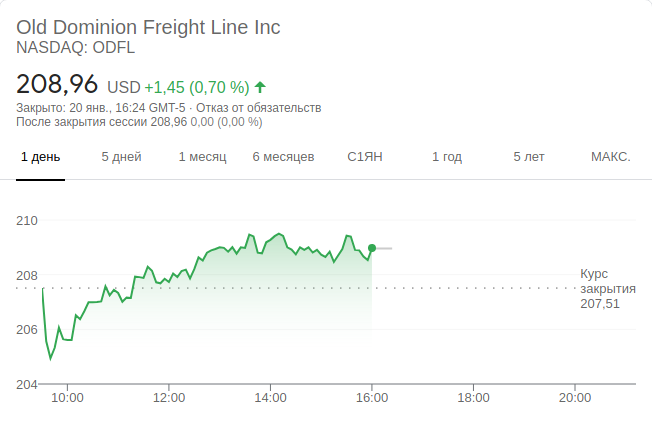 Old Dominion Freight Line Inc
NASDAQ: ODFL
208,96 USD +1,45 (0,70 %)
Закрыто: 20 янв., 16:24 GMT-5 · Отказ от обязательств
После закрытия сессии 208,96 0,00 (0,00 %)
1 день 5 дней 1 месяц 6 месяцев С1ЯН 1 год 5 лет МАКС.
210
208
206
204
Курс
закрытия
207,51
10:00 12:00 14:00 16:00 18:00 20:00